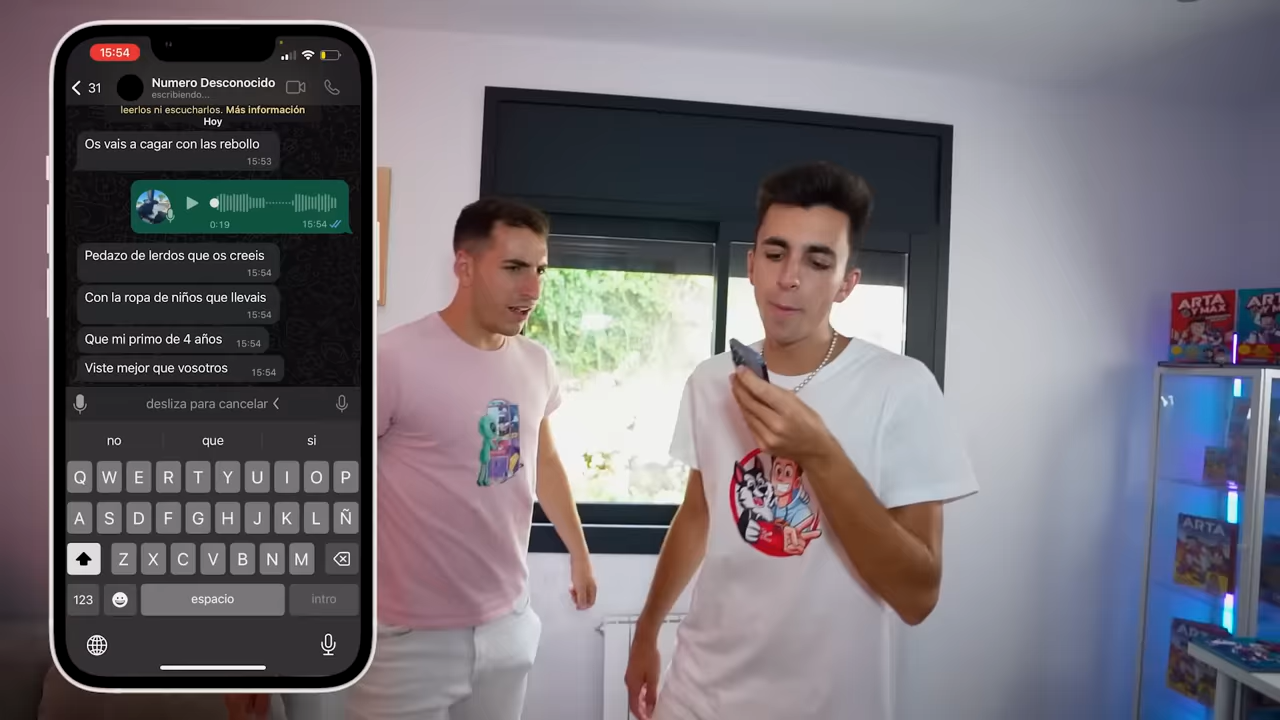 15:54
31
Numero Desconocido
escribiendo...
leerlos ni escucharlos. Más información
Hoy
Os vais a cagar con las rebollo
15:53
0:19
15:54
Pedazo de lerdos que os creeis
15:54
Con la ropa de niños que llevais
15:54
Que mi primo de 4 años
15:54
Viste mejor que vosotros
15:54
desliza para cancelar
no que si
Q W E R T Y U I O P
A S D F G H J K L Ñ
Z X C V B N M
123 espacio intro
ARTA
Y MAX
ARTA
Y MAX
ARTA